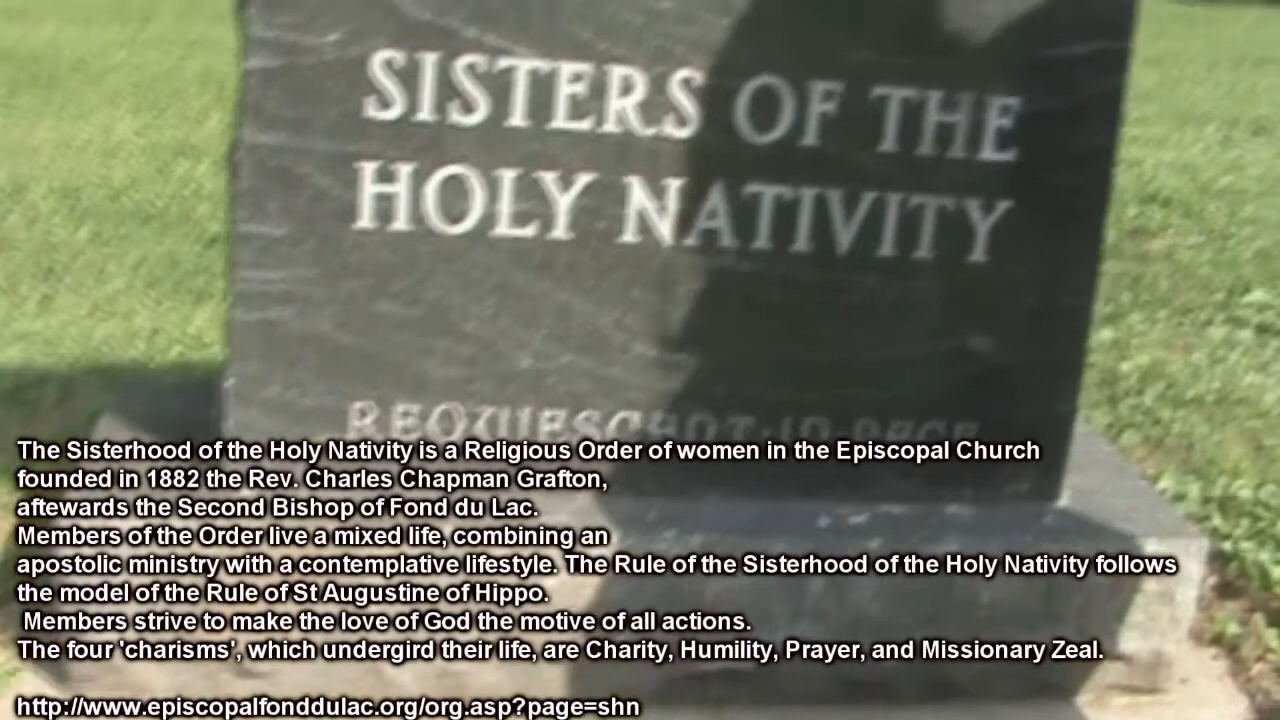 SISTERS OF THE
HOLY NATIVITY
The Sisterhood of the Holy Nativity is a Religious Order of women in the Episcopal Church
founded in 1882 the Rev. Charles Chapman Grafton,
aftewards the Second Bishop of Fond du Lac.
Members of the Order live a mixed life, combining an
apostolic ministry with a contemplative lifestyle. The Rule of the Sisterhood of the Holy Nativity follows
the model of the Rule of St Augustine of Hippo.
Members strive to make the love of God the motive of all actions.
The four 'charisms', which undergird their life, are Charity, Humility, Prayer, and Missionary Zeal.
http://www.episcopalfonddulac.org/org.asp?page=shn